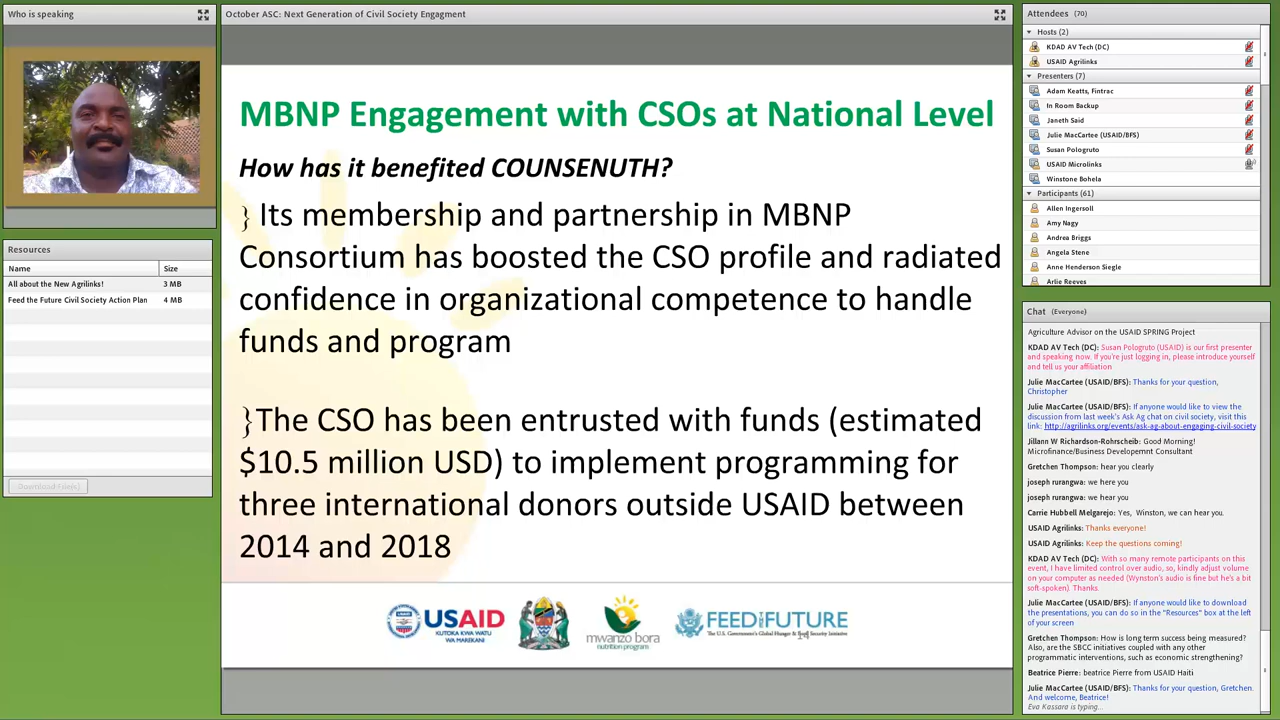 Who is speaking
October ASC: Next Generation of Civil Society Engagment
Attendees (70)
Hosts (2)
KDAD AV Tech (DC)
USAID Agrilinks
Presenters (7)
Adam Keatts, Fintrac
In Room Backup
Janeth Said
Julie MacCartee (USAID/BFS)
Susan Pologruto
USAID Microlinks
Winstone Bohela
Participants (61)
Allen Ingersoll
Amy Nagy
Andrea Briggs
Angela Stene
Anne Henderson Siegle
Arlie Reeves
Resources
Name Size
All about the New Agrilinks! 3 MB
Feed the Future Civil Society Action Plan 4 MB
Download File(s)
MBNP Engagement with CSOs at National Level
How has it benefited COUNSENUTH?
} Its membership and partnership in MBNP
Consortium has boosted the CSO profile and radiated
confidence in organizational competence to handle
funds and program
}The CSO has been entrusted with funds (estimated
$10.5 million USD) to implement programming for
three international donors outside USAID between
2014 and 2018
USAID
KUTOKA KWA WATU
WA MAREKANI
mwanzo bora
nutrition program
FEED THE FUTURE
The U.S. Government's Global Hunger & Food Security Initiative
Chat (Everyone)
Agriculture Advisor on the USAID SPRING Project
KDAD AV Tech (DC): Susan Pologruto (USAID) is our first presenter
and speaking now. If you're just logging in, please introduce yourself
and tell us your affiliation
Julie MacCartee (USAID/BFS): Thanks for your question,
Christopher
Julie MacCartee (USAID/BFS): If anyone would like to view the
discussion from last week's Ask Ag chat on civil society, visit this
link: http://agrilinks.org/events/ask-ag-about-engaging-civil-society
Jillann W Richardson-Rohrscheib: Good Morning!
Microfinance/Business Developemnt Consultant
Gretchen Thompson: hear you clearly
joseph rurangwa: we here you
joseph rurangwa: we hear you
Carrie Hubbell Melgarejo: Yes, Winston, we can hear you.
USAID Agrilinks: Thanks everyone!
USAID Agrilinks: Keep the questions coming!
KDAD AV Tech (DC): With so many remote participants on this
event, I have limited control over audio, so, kindly adjust volume
on your computer as needed (Wynston's audio is fine but he's a bit
soft-spoken). Thanks
Julie MacCartee (USAID/BFS): If anyone would like to download
the presentations, you can do so in the "Resources" box at the left
of your screen
Gretchen Thompson: How is long term success being measured?
Also, are the SBCC initiatives coupled with any other
programmatic interventions, such as economic strengthening?
Beatrice Pierre: beatrice Pierre from USAID Haiti
Julie MacCartee (USAID/BFS): Thanks for your question, Gretchen.
And welcome, Beatrice!
Eva Kassara is typing...